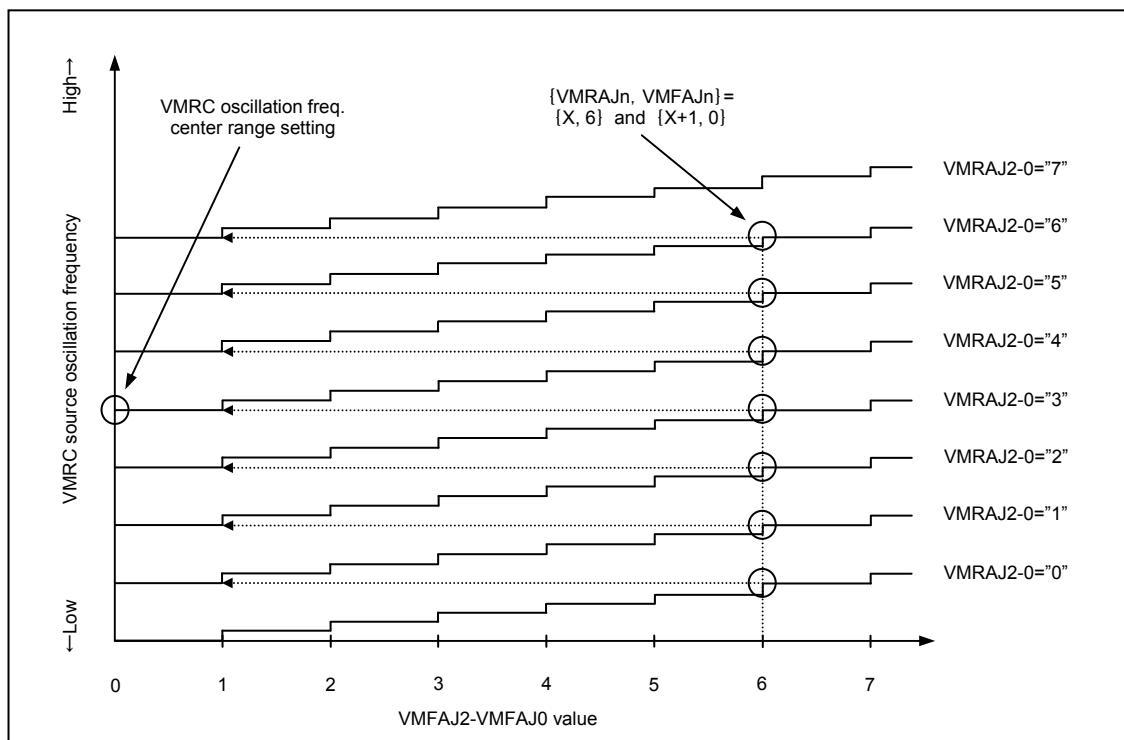 High→
VMRC oscillation freq.
center range setting
{VMRAJn, VMFAJn}=
{X, 6} and {X+1, 0}
VMRAJ2-0=”7”
VMRAJ2-0=”6”
VMRAJ2-0=”5”
VMRAJ2-0=”4”
VMRAJ2-0=”3”
VMRAJ2-0=”2”
VMRAJ2-0=”1”
VMRAJ2-0=”0”
VMRC source oscillation frequency
←Low
0 1 2 3 4 5 6 7
VMFAJ2-VMFAJ0 value